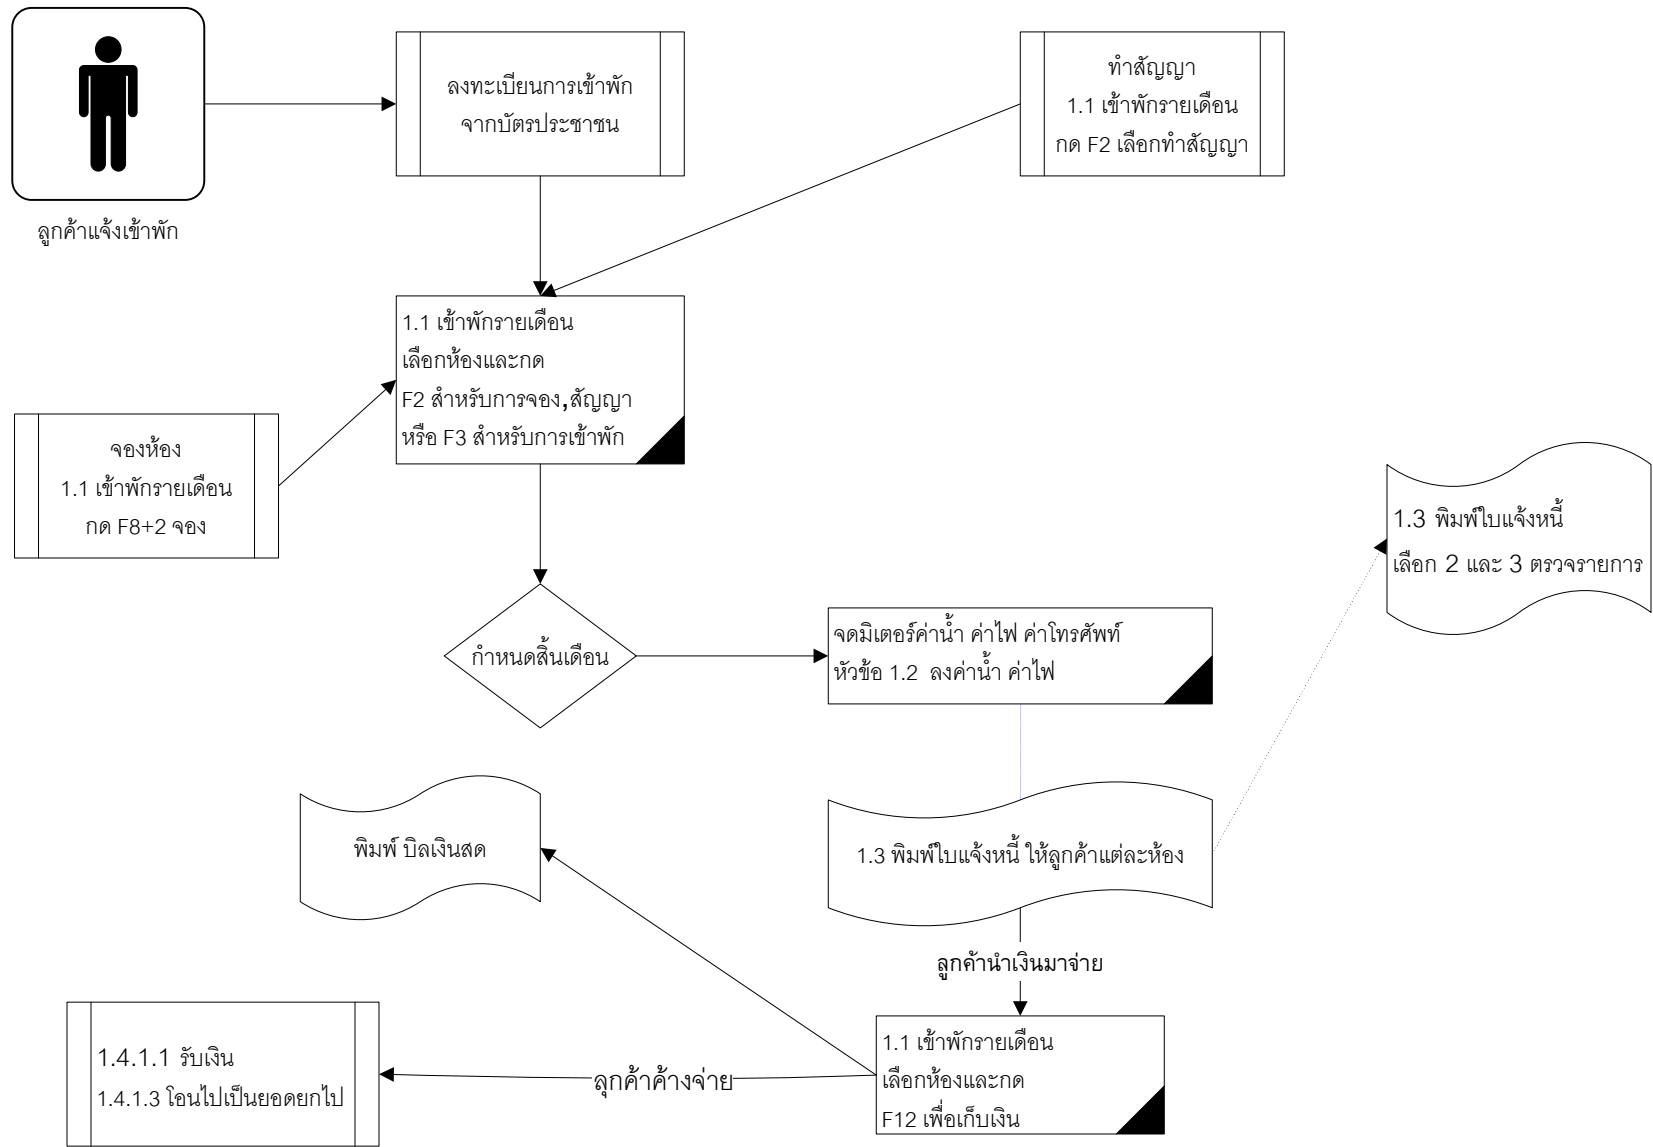 ลงทะเบียนการเข้าพัก
จากบัตรประชาชน
ทำสัญญา
1.1 เข้าพักรายเดือน
กด F2 เลือกทำสัญญา
ลูกค้าแจ้งเข้าพัก
1.1 เข้าพักรายเดือน
เลือกห้องและกด
F2 สำหรับการจอง,สัญญา
หรือ F3 สำหรับการเข้าพัก
จองห้อง
1.1 เข้าพักรายเดือน
กด F8+2 จอง
1.3 พิมพ์ใบแจ้งหนี้
เลือก 2 และ 3 ตรวจรายการ
กำหนดสิ้นเดือน
จดมิเตอร์ค่าน้ำ ค่าไฟ ค่าโทรศัพท์
หัวข้อ 1.2 ลงค่าน้ำ ค่าไฟ
พิมพ์ บิลเงินสด
1.3 พิมพ์ใบแจ้งหนี้ ให้ลูกค้าแต่ละห้อง
ลูกค้านำเงินมาจ่าย
1.4.1.1 รับเงิน
1.4.1.3 โอนไปเป็นยอดยกไป
ลุกค้าค้างจ่าย
1.1 เข้าพักรายเดือน
เลือกห้องและกด
F12 เพื่อเก็บเงิน